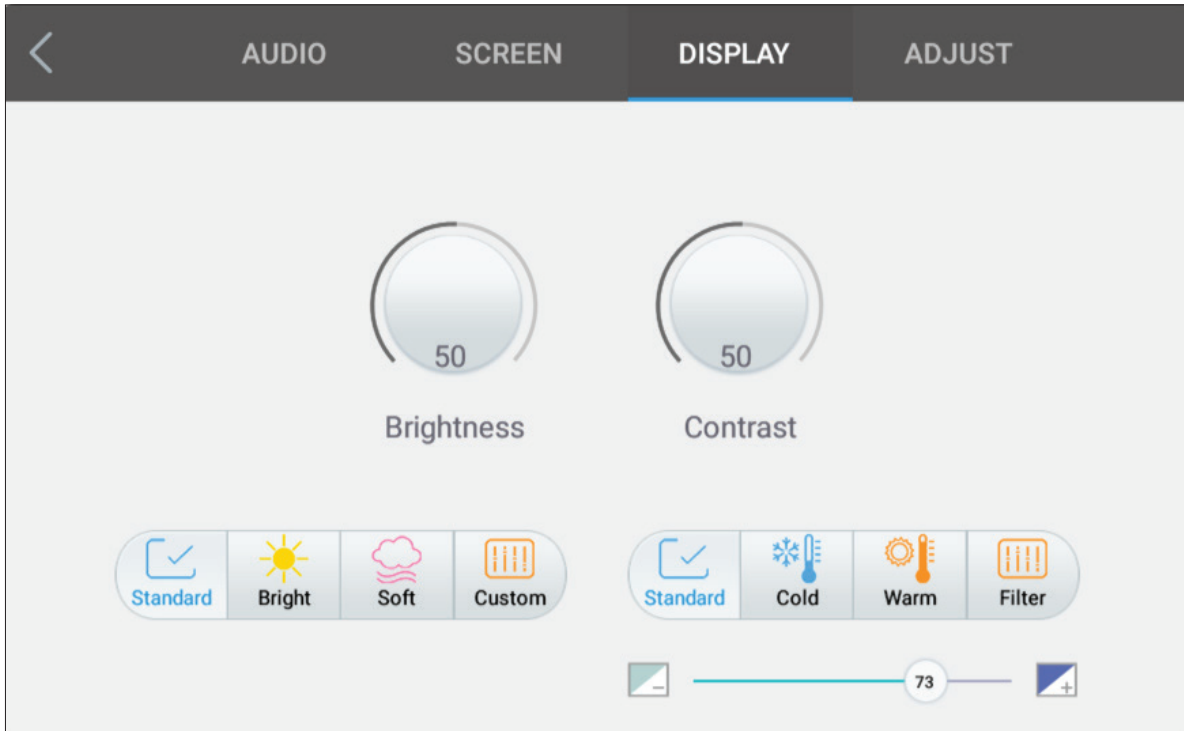 AUDIO SCREEN DISPLAY ADJUST
50 50
Brightness Contrast
Standard Bright Soft Custom Standard Cold Warm Filter
73